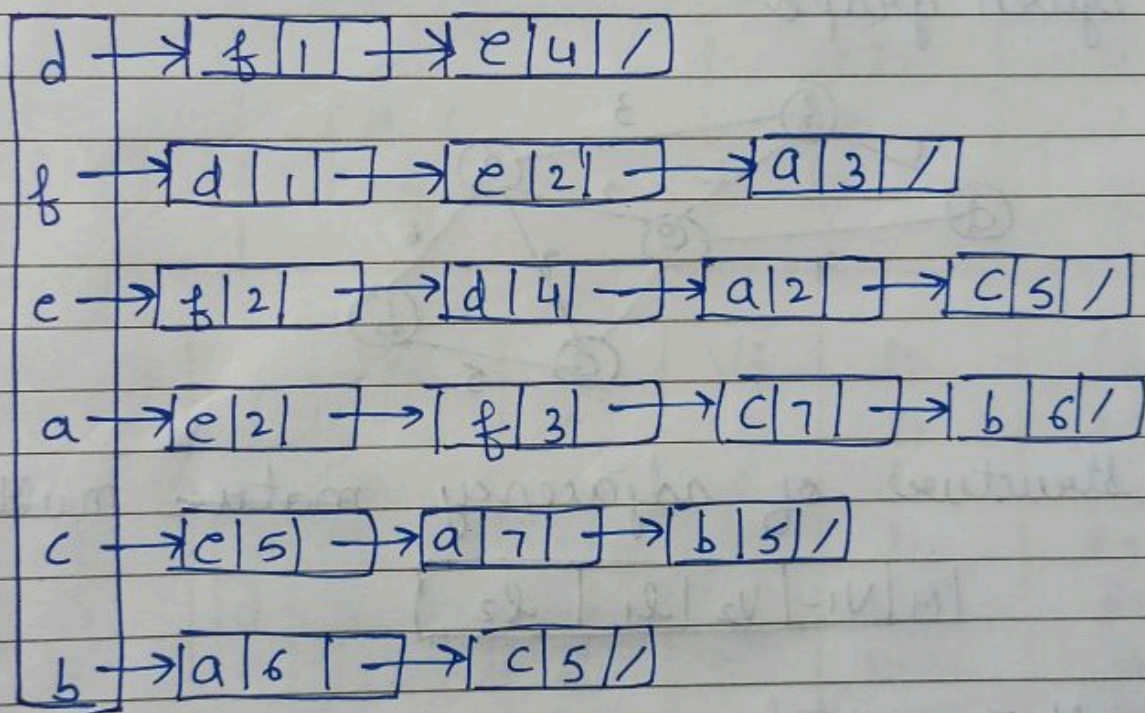 d → f | 1 | → e | 4 | /
f → d | 1 | → e | 2 | → a | 3 | /
e → f | 2 | → d | 4 | → a | 2 | → c | 5 | /
a → e | 2 | → f | 3 | → c | 7 | → b | 6 | /
c → e | 5 | → a | 7 | → b | 5 | /
b → a | 6 | → c | 5 | /